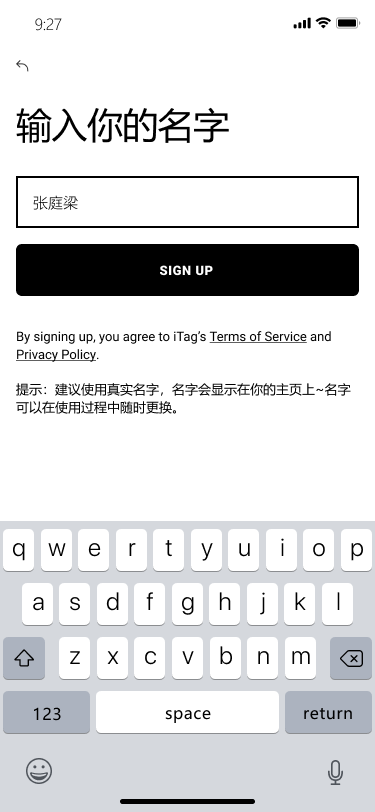 9:27
输入你的名字
张庭梁
SIGN UP
By signing up, you agree to iTag’s Terms of Service and
Privacy Policy.
提示：建议使用真实名字，名字会显示在你的主页上~名字
可以在使用过程中随时更换。
q w e r t y u i o p
a s d f g h j k l
z x c v b n m
123 space return